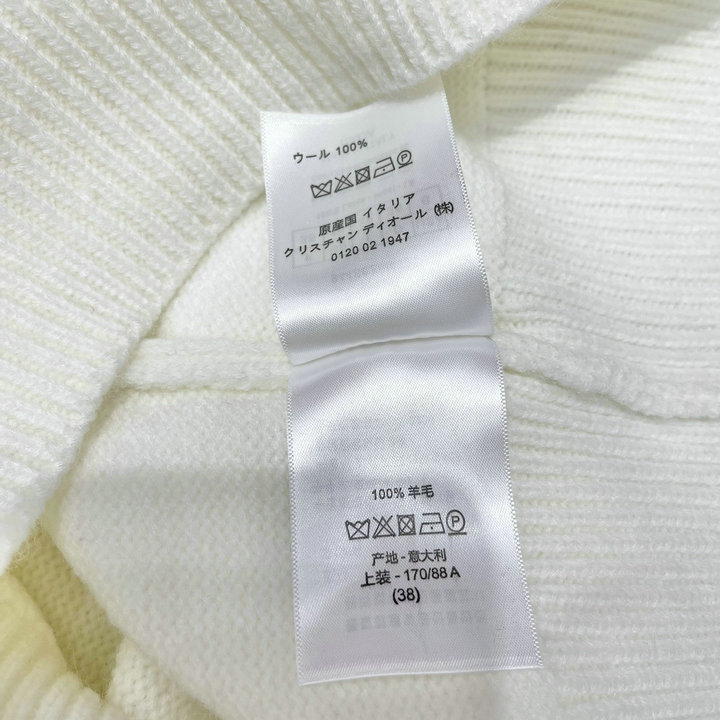 ウール 100%
原産国 イタリア
クリスチャン ディオール (株)
0120 02 1947
100% 羊毛
产地 - 意大利
上装 - 170/88 A
(38)